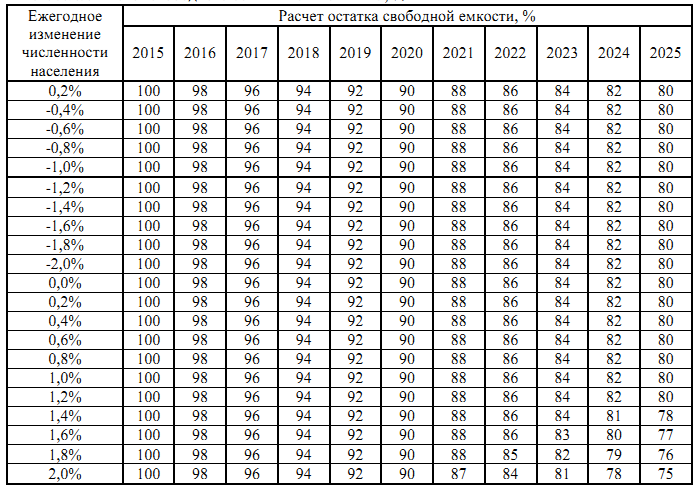 Ежегодное изменение численности населения | Расчет остатка свободной емкости, %
2015 2016 2017 2018 2019 2020 2021 2022 2023 2024 2025
0,2% 100 98 96 94 92 90 88 86 84 82 80
-0,4% 100 98 96 94 92 90 88 86 84 82 80
-0,6% 100 98 96 94 92 90 88 86 84 82 80
-0,8% 100 98 96 94 92 90 88 86 84 82 80
-1,0% 100 98 96 94 92 90 88 86 84 82 80
-1,2% 100 98 96 94 92 90 88 86 84 82 80
-1,4% 100 98 96 94 92 90 88 86 84 82 80
-1,6% 100 98 96 94 92 90 88 86 84 82 80
-1,8% 100 98 96 94 92 90 88 86 84 82 80
-2,0% 100 98 96 94 92 90 88 86 84 82 80
0,0% 100 98 96 94 92 90 88 86 84 82 80
0,2% 100 98 96 94 92 90 88 86 84 82 80
0,4% 100 98 96 94 92 90 88 86 84 82 80
0,6% 100 98 96 94 92 90 88 86 84 82 80
0,8% 100 98 96 94 92 90 88 86 84 82 80
1,0% 100 98 96 94 92 90 88 86 84 82 80
1,2% 100 98 96 94 92 90 88 86 84 82 80
1,4% 100 98 96 94 92 90 88 86 84 81 78
1,6% 100 98 96 94 92 90 88 86 83 80 77
1,8% 100 98 96 94 92 90 88 85 82 79 76
2,0% 100 98 96 94 92 90 87 84 81 78 75